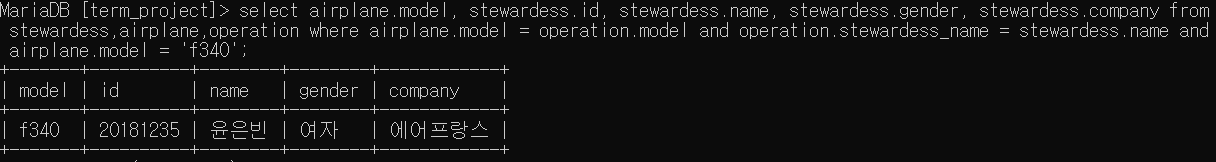 MariaDB [term_project]> select airplane.model, stewardess.id, stewardess.name, stewardess.gender, stewardess.company from
stewardess,airplane,operation where airplane.model = operation.model and operation.stewardess_name = stewardess.name and
airplane.model = 'f340';
+-------+----------+--------+--------+------------+
| model | id | name | gender | company |
+-------+----------+--------+--------+------------+
| f340 | 20181235 | 윤은빈 | 여자 | 에어프랑스 |
+-------+----------+--------+--------+------------+